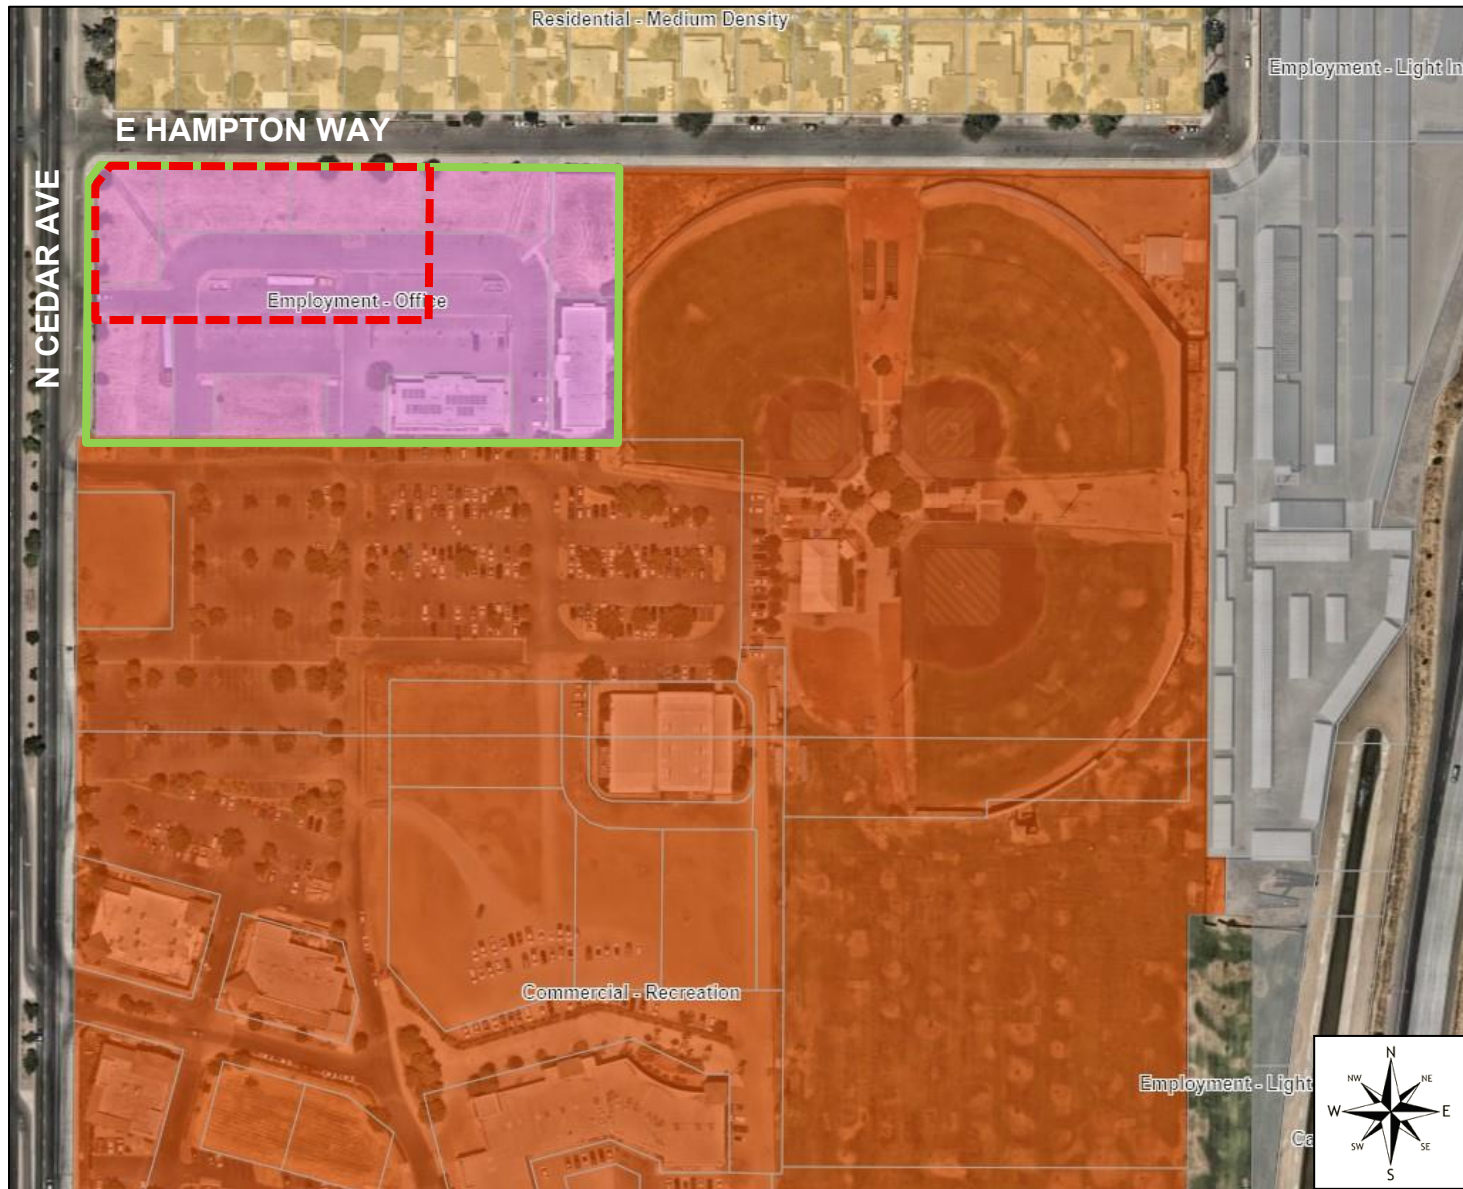 Residential - Medium Density
Employment - Light In
E HAMPTON WAY
N CEDAR AVE
Employment - Office
Commercial - Recreation
Employment - Light
Ca
N
NW
NE
W
E
SW
SE
S